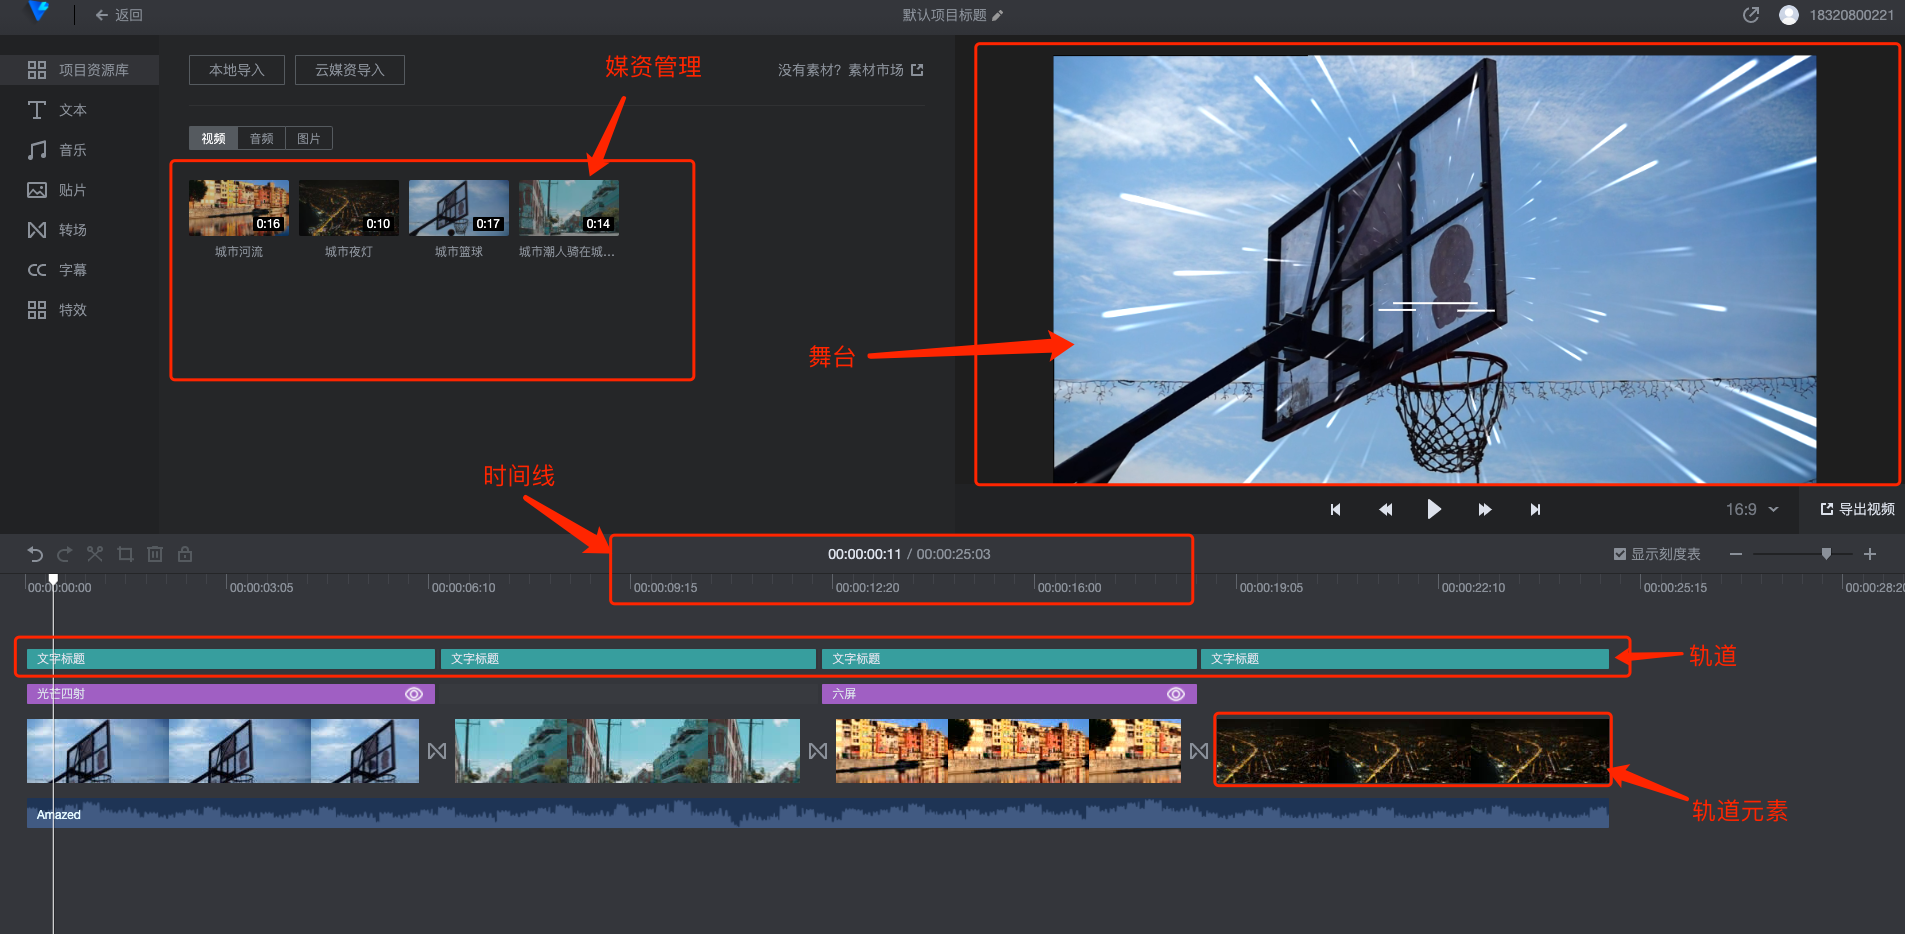 返回
默认项目标题
18320800221
项目资源库
文本
音乐
贴片
转场
字幕
特效
本地导入
云媒资导入
媒资管理
没有素材? 素材市场
视频
音频
图片
0:16
0:10
0:17
0:14
城市河流
城市夜灯
城市篮球
城市潮人骑在城...
舞台
时间线
16:9
导出视频
00:00:00:11 / 00:00:25:03
显示刻度表
00:00:00:00
00:00:03:05
00:00:06:10
00:00:09:15
00:00:12:20
00:00:16:00
00:00:19:05
00:00:22:10
00:00:25:15
00:00:28:20
文字标题
文字标题
文字标题
文字标题
轨道
光芒四射
六屏
Amazed
轨道元素